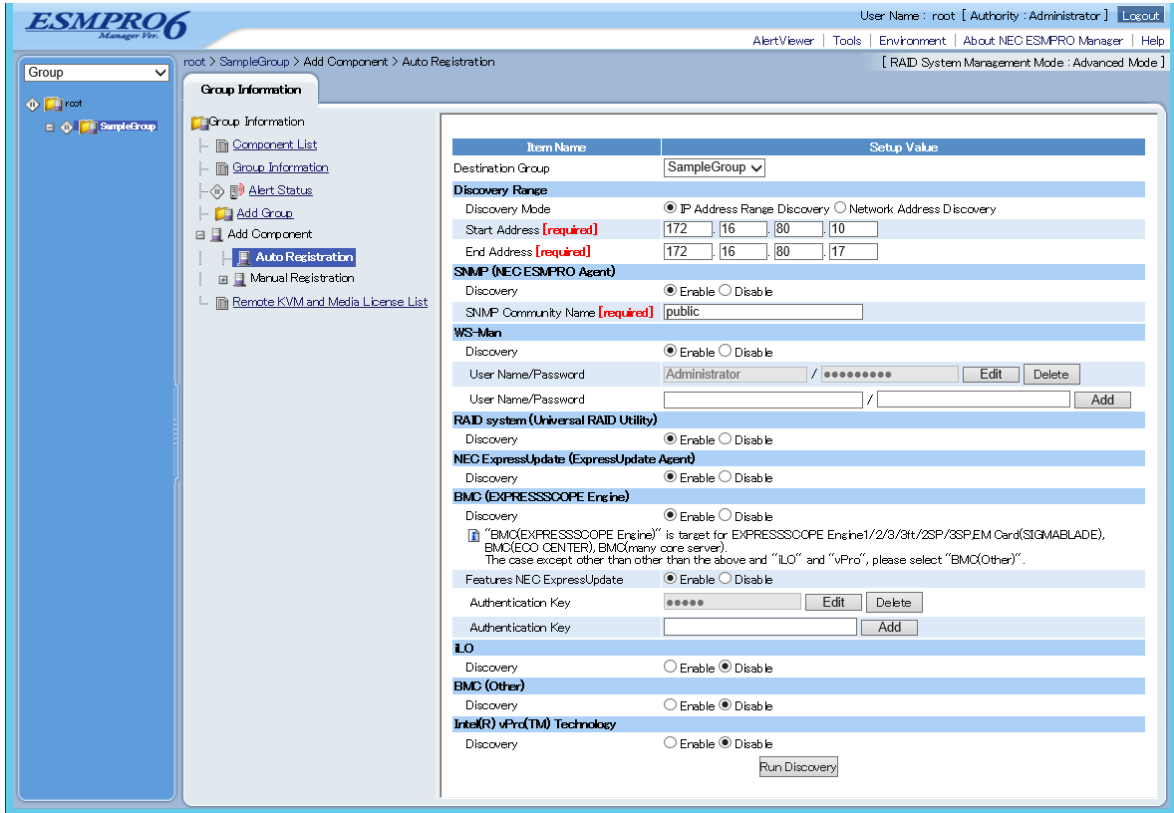 ESMPRO6
Manager Ver.
User Name : root [ Authority : Administrator ] Logout
AlertViewer | Tools | Environment | About NEC ESMPRO Manager | Help
Group
root > SampleGroup > Add Component > Auto Registration
[ RAID System Management Mode : Advanced Mode ]
root
SampleGroup
Group Information
Group Information
Component List
Group Information
Alert Status
Add Group
Add Component
Auto Registration
Manual Registration
Remote KVM and Media License List
Item Name Setup Value
Destination Group SampleGroup
Discovery Range
Discovery Mode IP Address Range Discovery Network Address Discovery
Start Address [required] 172 . 16 . 80 . 10
End Address [required] 172 . 16 . 80 . 17
SNMP (NEC ESMPRO Agent)
Discovery Enable Disable
SNMP Community Name [required] public
WS-Man
Discovery Enable Disable
User Name/Password Administrator / ●●●●●●●●● Edit Delete
User Name/Password / Add
RAID system (Universal RAID Utility)
Discovery Enable Disable
NEC ExpressUpdate (ExpressUpdate Agent)
Discovery Enable Disable
BMC (EXPRESSSCOPE Engine)
Discovery Enable Disable
"BMC(EXPRESSSCOPE Engine)" is target for EXPRESSSCOPE Engine1/2/3/3ft/2SP/3SP,EM Card(SIGMABLADE),
BMC(ECO CENTER), BMC(many core server).
The case except other than other than the above and "iLO" and "vPro", please select "BMC(Other)".
Features NEC ExpressUpdate Enable Disable
Authentication Key ●●●●● Edit Delete
Authentication Key Add
iLO
Discovery Enable Disable
BMC (Other)
Discovery Enable Disable
Intel(R) vPro(TM) Technology
Discovery Enable Disable
Run Discovery